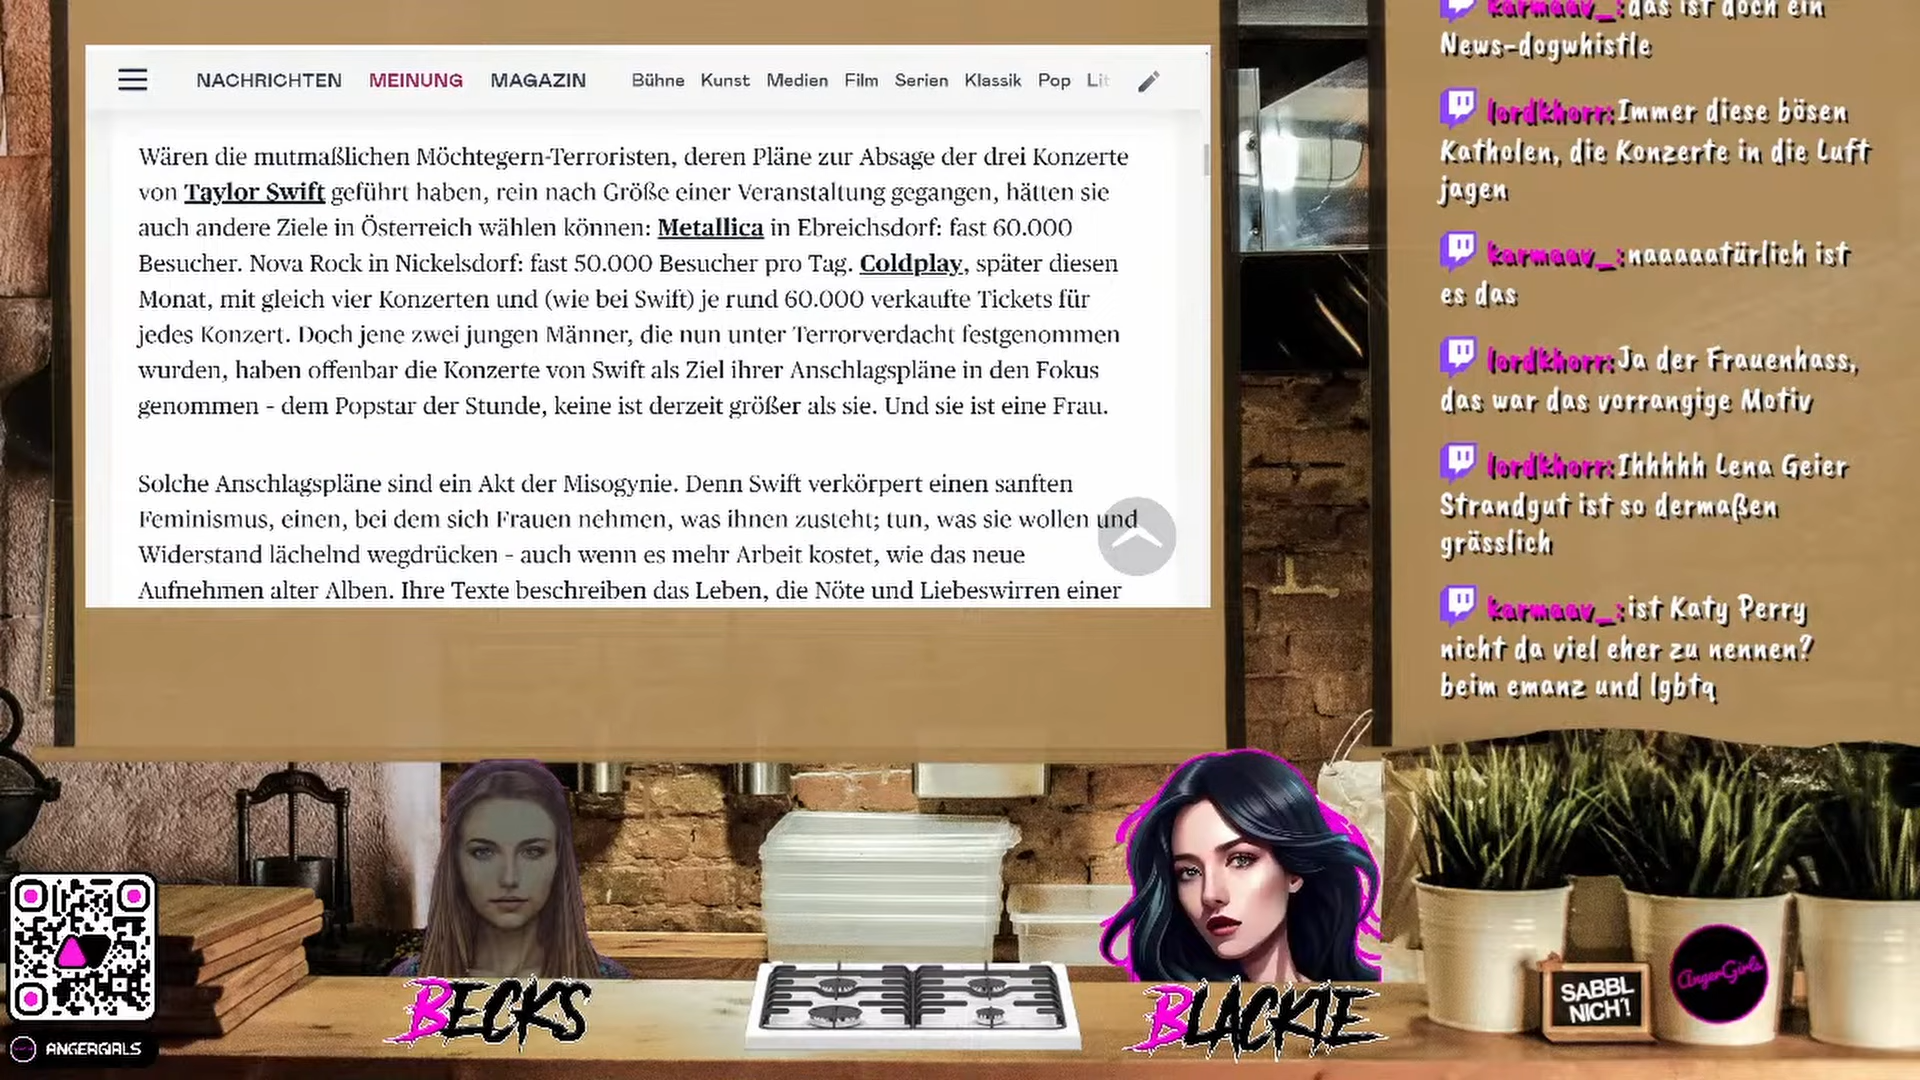 NACHRICHTEN MEINUNG MAGAZIN Bühne Kunst Medien Film Serien Klassik Pop Lit
Wären die mutmaßlichen Möchtegern-Terroristen, deren Pläne zur Absage der drei Konzerte
von Taylor Swift geführt haben, rein nach Größe einer Veranstaltung gegangen, hätten sie
auch andere Ziele in Österreich wählen können: Metallica in Ebreichsdorf: fast 60.000
Besucher. Nova Rock in Nickelsdorf: fast 50.000 Besucher pro Tag. Coldplay, später diesen
Monat, mit gleich vier Konzerten und (wie bei Swift) je rund 60.000 verkaufte Tickets für
jedes Konzert. Doch jene zwei jungen Männer, die nun unter Terrorverdacht festgenommen
wurden, haben offenbar die Konzerte von Swift als Ziel ihrer Anschlagspläne in den Fokus
genommen - dem Popstar der Stunde, keine ist derzeit größer als sie. Und sie ist eine Frau.
Solche Anschlagspläne sind ein Akt der Misogynie. Denn Swift verkörpert einen sanften
Feminismus, einen, bei dem sich Frauen nehmen, was ihnen zusteht; tun, was sie wollen und
Widerstand lächelnd wegdrücken - auch wenn es mehr Arbeit kostet, wie das neue
Aufnehmen alter Alben. Ihre Texte beschreiben das Leben, die Nöte und Liebeswirren einer
karmaav_: das ist doch ein
News-dogwhistle
lordkhorr: Immer diese bösen
Katholen, die Konzerte in die Luft
jagen
karmaav_: naaaaatürlich ist
es das
lordkhorr: Ja der Frauenhass,
das war das vorrangige Motiv
lordkhorr: Ihhhhh Lena Geier
Strandgut ist so dermaßen
grässlich
karmaav_: ist Katy Perry
nicht da viel eher zu nennen?
beim emanz und lgbtq
BECKS
BLACKIE
SABBL
NICH'!
AngerGirls
ANGERGIRLS